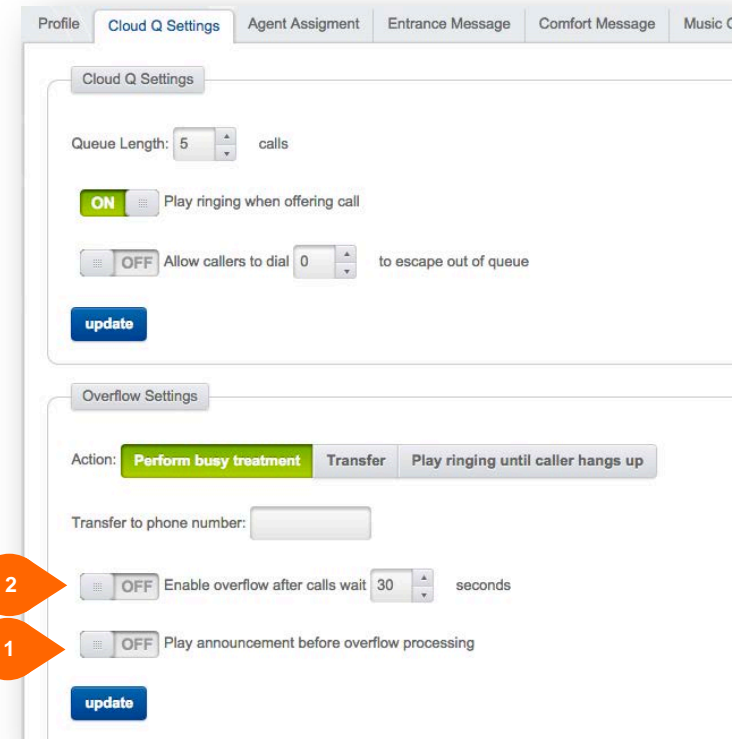 Profile Cloud Q Settings Agent Assigment Entrance Message Comfort Message Music
Cloud Q Settings
Queue Length: 5 calls
ON Play ringing when offering call
OFF Allow callers to dial 0 to escape out of queue
update
Overflow Settings
Action: Perform busy treatment Transfer Play ringing until caller hangs up
Transfer to phone number:
2 OFF Enable overflow after calls wait 30 seconds
1 OFF Play announcement before overflow processing
update